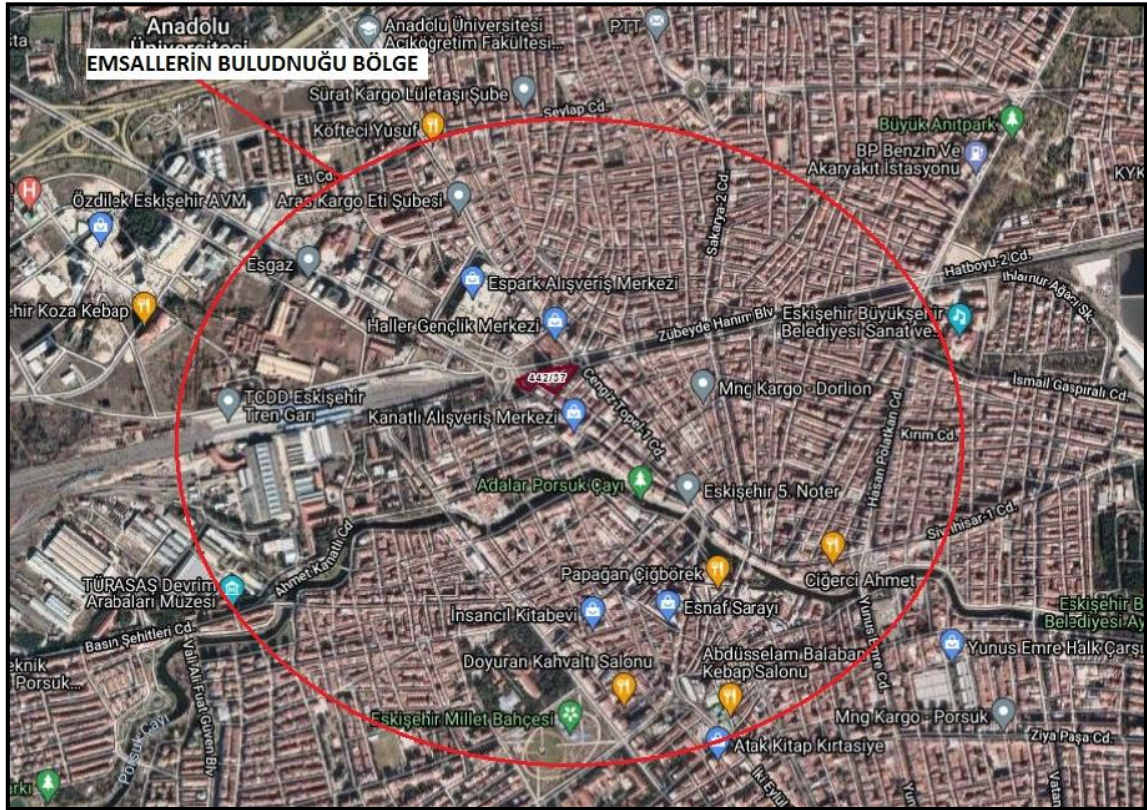 Anadolu
Üniversitesi
Anadolu Üniversitesi
Açıköğretim Fakültesi...
PTT
EMSALLERİN BULUDNUĞU BÖLGE
Sürat Kargo Lületaşı Şube
Seylap Cd.
Köfteci Yusuf
Büyük Anıtpark
BP Benzin Ve
Akaryakıt İstasyonu
KYK
Eti Cd.
Özdilek Eskişehir AVM
Aras Kargo Eti Şubesi
Sakarya-2 Cd.
Esgaz
Hatboyu-2 Cd.
Ihlamur Ağacı Sk.
Espark Alışveriş Merkezi
ehir Koza Kebap
Haller Gençlik Merkezi
Zübeyde Hanım Blv
Eskişehir Büyükşehir
Belediyesi Sanat ve...
442/37
Cengiz Topel-1 Cd.
TCDD Eskişehir
Tren Garı
Mng Kargo - Dorlion
İsmail Gaspıralı Cd.
Kanatlı Alışveriş Merkezi
Kırım Cd.
Hasan Polatkan Cd.
Adalar Porsuk Çayı
Eskişehir 5. Noter
Sivrihisar-1 Cd.
Ahmet Kanatlı Cd
TÜRASAŞ Devrim
Arabaları Müzesi
Papağan Çiğbörek
Ciğerci Ahmet
İnsancıl Kitabevi
Esnaf Sarayı
Yunus Emre Cd.
Eskişehir B
Belediyesi Ay
Basın Şehitleri Cd.
Vali Ali Fuat Güven Blv
Yunus Emre Halk Çarşı
Doyuran Kahvaltı Salonu
Abdüsselam Balaban
Kebap Salonu
eknik
Porsuk...
Eskişehir Millet Bahçesi
Mng Kargo - Porsuk
Ziya Paşa Cd.
Porsuk Çayı
Atak Kitap Kırtasiye
İki Eylül
Yun
Vatan
arkı